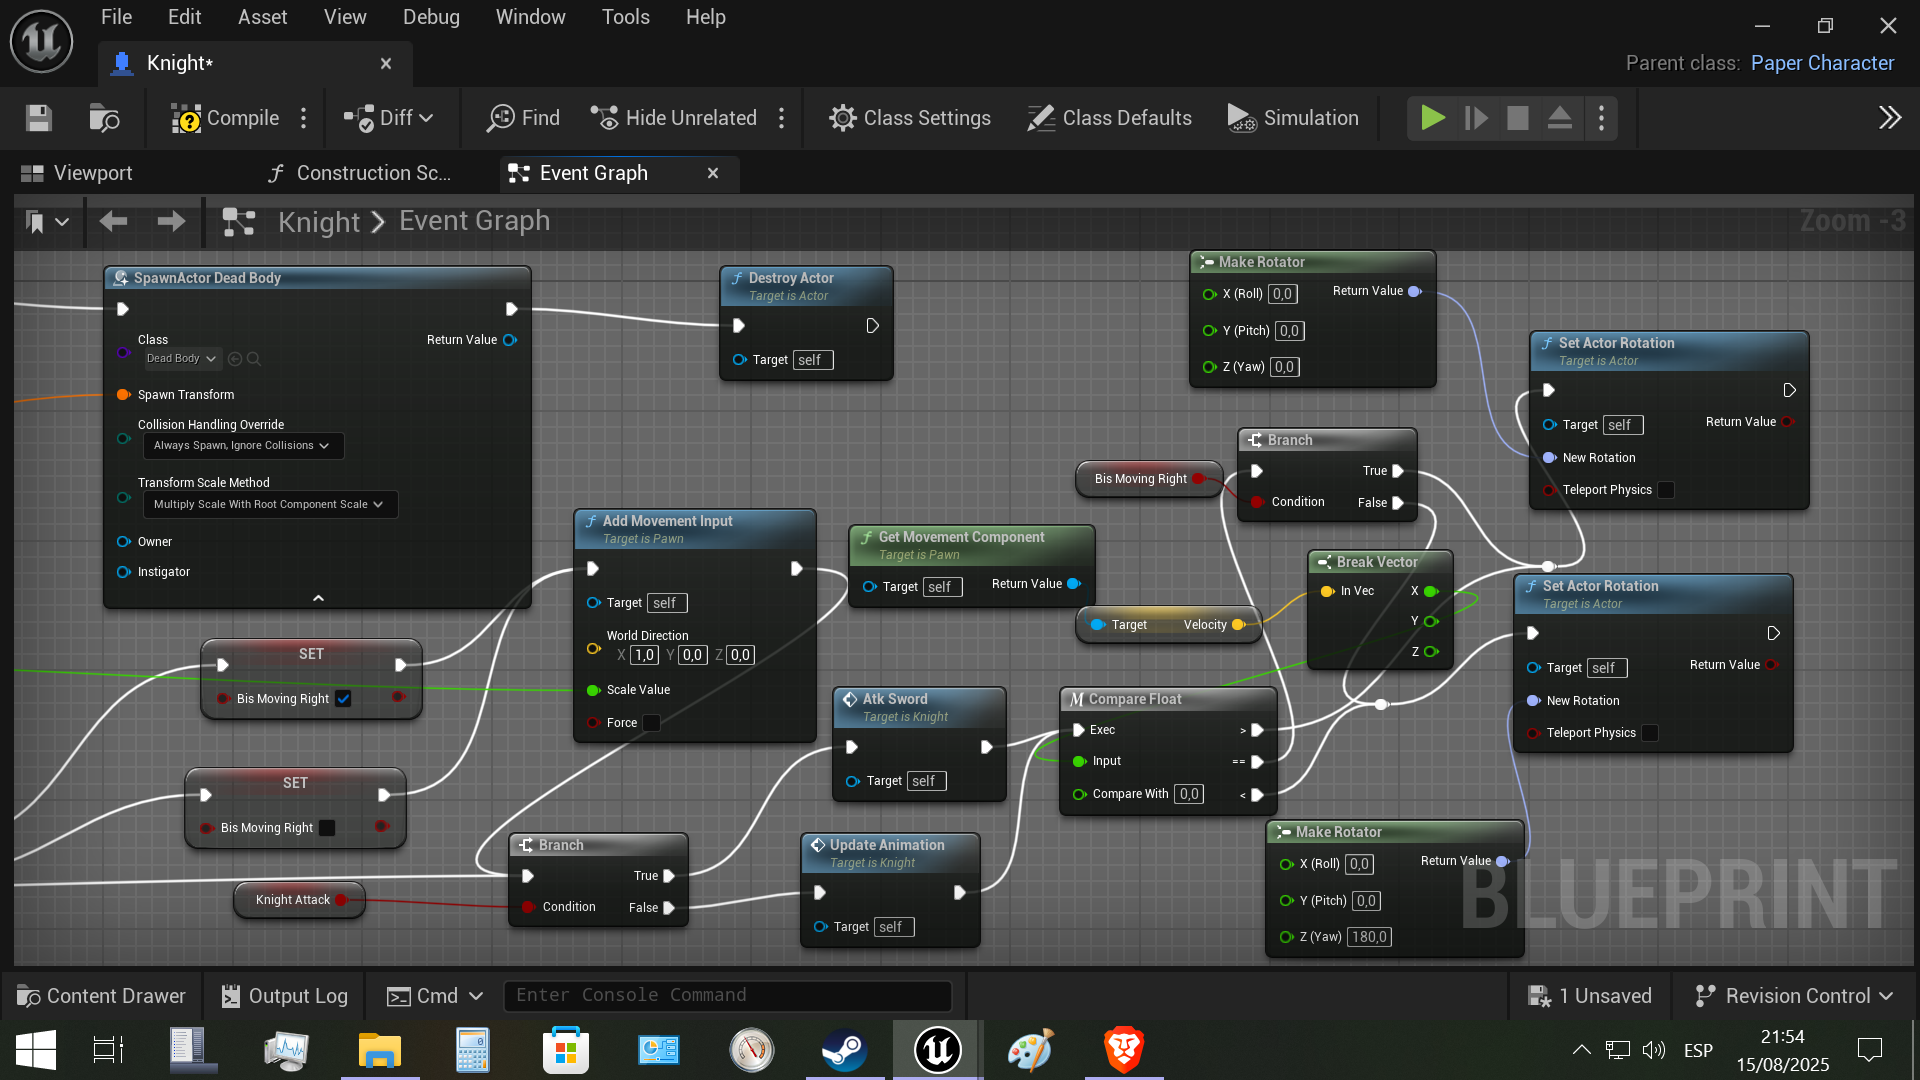 File Edit Asset View Debug Window Tools Help
Knight*
Parent class: Paper Character
Compile Diff Find Hide Unrelated Class Settings Class Defaults Simulation
Viewport Construction Sc... Event Graph
Knight > Event Graph
Zoom -3
SpawnActor Dead Body
Class
Return Value
Dead Body
Spawn Transform
Collision Handling Override
Always Spawn, Ignore Collisions
Transform Scale Method
Multiply Scale With Root Component Scale
Owner
Instigator
Destroy Actor
Target is Actor
Target self
Make Rotator
X (Roll) 0,0 Return Value
Y (Pitch) 0,0
Z (Yaw) 0,0
Set Actor Rotation
Target is Actor
Target self Return Value
New Rotation
Teleport Physics
Bis Moving Right
Branch
True
Condition False
Add Movement Input
Target is Pawn
Target self
World Direction
X 1,0 Y 0,0 Z 0,0
Scale Value
Force
Get Movement Component
Target is Pawn
Target self Return Value
Target Velocity
Break Vector
In Vec X
Y
Z
Set Actor Rotation
Target is Actor
Target self Return Value
New Rotation
Teleport Physics
SET
Bis Moving Right
SET
Bis Moving Right
Atk Sword
Target is Knight
Target self
Compare Float
Exec >
Input ==
Compare With 0,0 <
Knight Attack
Branch
True
Condition False
Update Animation
Target is Knight
Target self
Make Rotator
X (Roll) 0,0 Return Value
Y (Pitch) 0,0
Z (Yaw) 180,0
BLUEPRINT
Content Drawer Output Log Cmd Enter Console Command 1 Unsaved Revision Control
ESP
21:54
15/08/2025